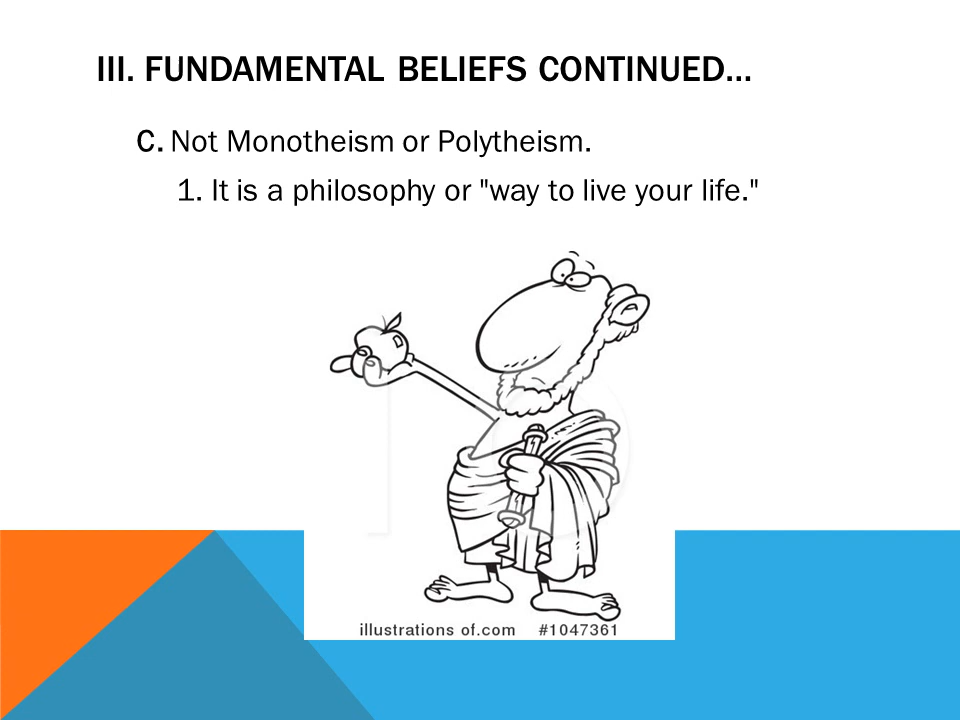 III. FUNDAMENTAL BELIEFS CONTINUED...
C. Not Monotheism or Polytheism.
1. It is a philosophy or "way to live your life."
illustrations of.com #1047361